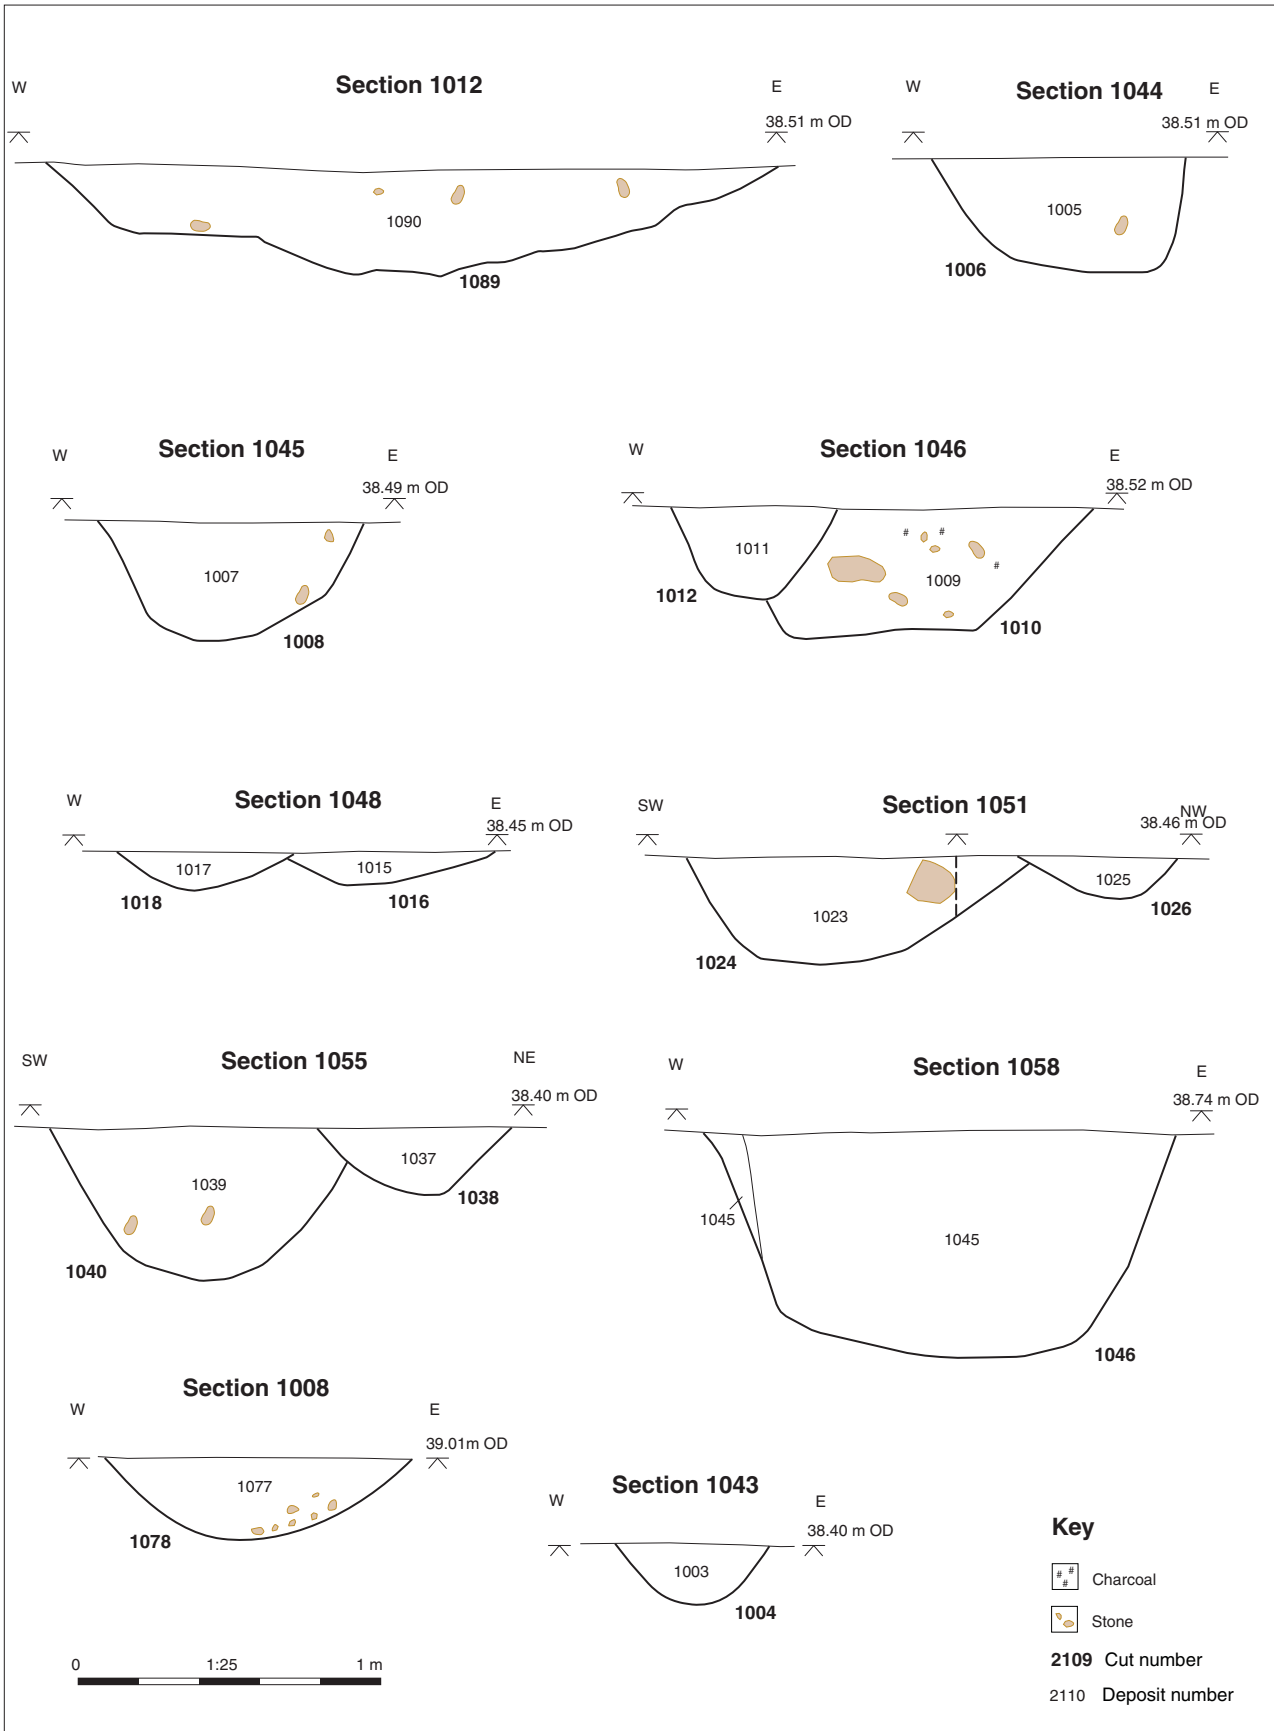 Section 1012
W
E
38.51 m OD
1090
1089
Section 1044
W
E
38.51 m OD
1005
1006
Section 1045
W
E
38.49 m OD
1007
1008
Section 1046
W
E
38.52 m OD
1011
1012
# #
#
1009
1010
Section 1048
W
E
38.45 m OD
1017
1015
1018
1016
Section 1051
SW
NW
38.46 m OD
1023
1025
1024
1026
Section 1055
SW
NE
38.40 m OD
1037
1038
1039
1040
Section 1058
W
E
38.74 m OD
1045
1045
1046
Section 1008
W
E
39.01m OD
1077
1078
Section 1043
W
E
38.40 m OD
1003
1004
Key
# # # Charcoal
Stone
2109 Cut number
2110 Deposit number
0 1:25 1 m